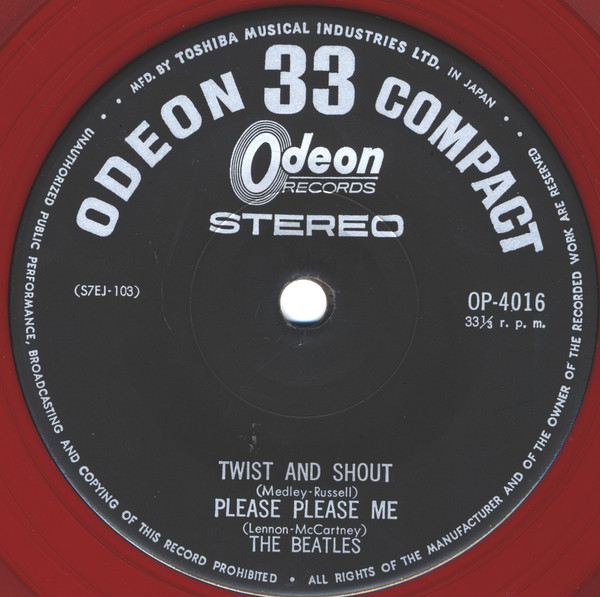 MFD. BY TOSHIBA MUSICAL INDUSTRIES LTD. IN JAPAN
ODEON 33 COMPACT
Odeon
RECORDS
STEREO
(S7EJ-103)
OP-4016
33⅓ r. p. m.
TWIST AND SHOUT
(Medley-Russell)
PLEASE PLEASE ME
(Lennon-McCartney)
THE BEATLES
UNAUTHORIZED PUBLIC PERFORMANCE, BROADCASTING AND COPYING OF THIS RECORD PROHIBITED • ALL RIGHTS OF THE MANUFACTURER AND OF THE OWNER OF THE RECORDED WORK ARE RESERVED